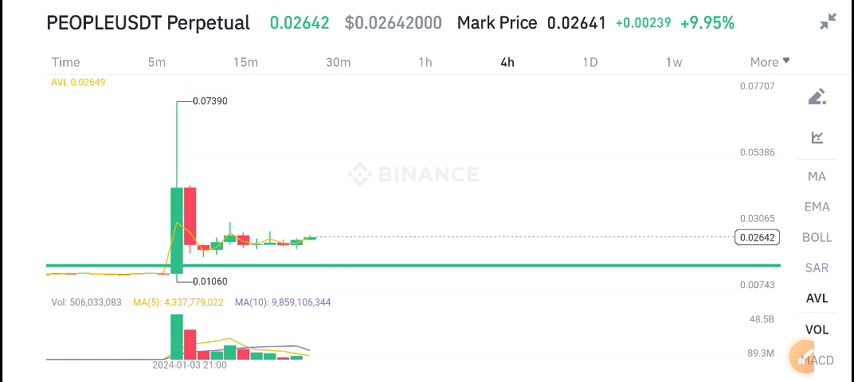 PEOPLEUSDT Perpetual 0.02642 $0.02642000 Mark Price 0.02641 +0.00239 +9.95%
Time 5m 15m 30m 1h 4h 1D 1w More
AVL 0.02649
0.07707
0.07390
0.05386
BINANCE
MA
EMA
0.03065
0.02642
BOLL
SAR
0.01060
0.00743
AVL
Vol: 506,033,083 MA(5): 4,337,779,022 MA(10): 9,859,106,344
48.5B
VOL
89.3M
MACD
2024-01-03 21:00